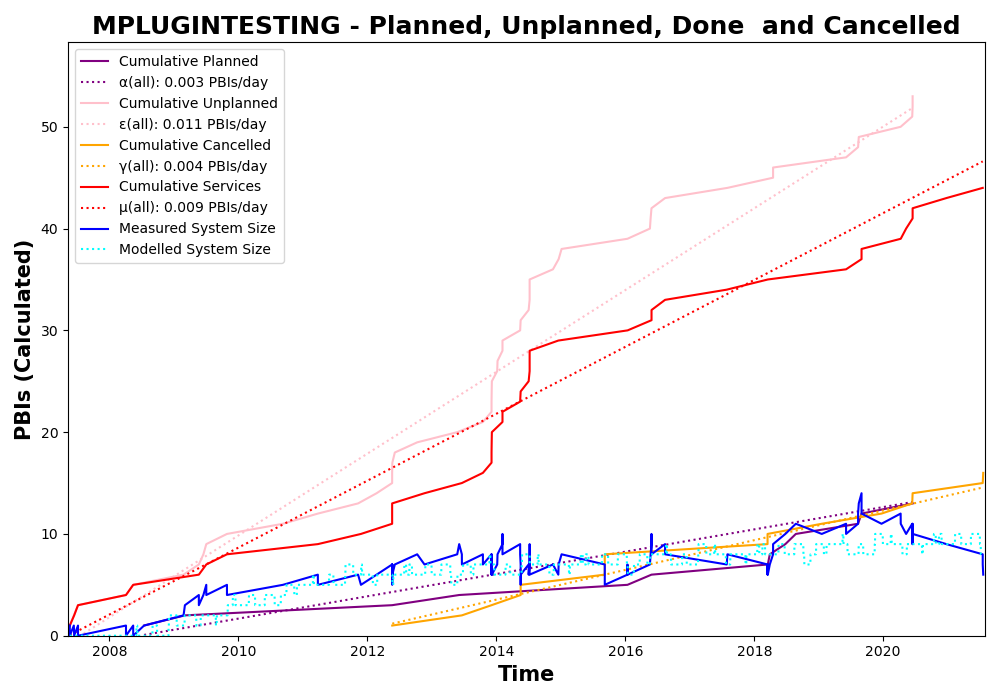 MPLUGINTESTING - Planned, Unplanned, Done  and Cancelled
Cumulative Planned
α(all): 0.003 PBIs/day
Cumulative Unplanned
ε(all): 0.011 PBIs/day
Cumulative Cancelled
γ(all): 0.004 PBIs/day
Cumulative Services
μ(all): 0.009 PBIs/day
Measured System Size
Modelled System Size
PBIs (Calculated)
50
40
30
20
10
0
2008 2010 2012 2014 2016 2018 2020
Time